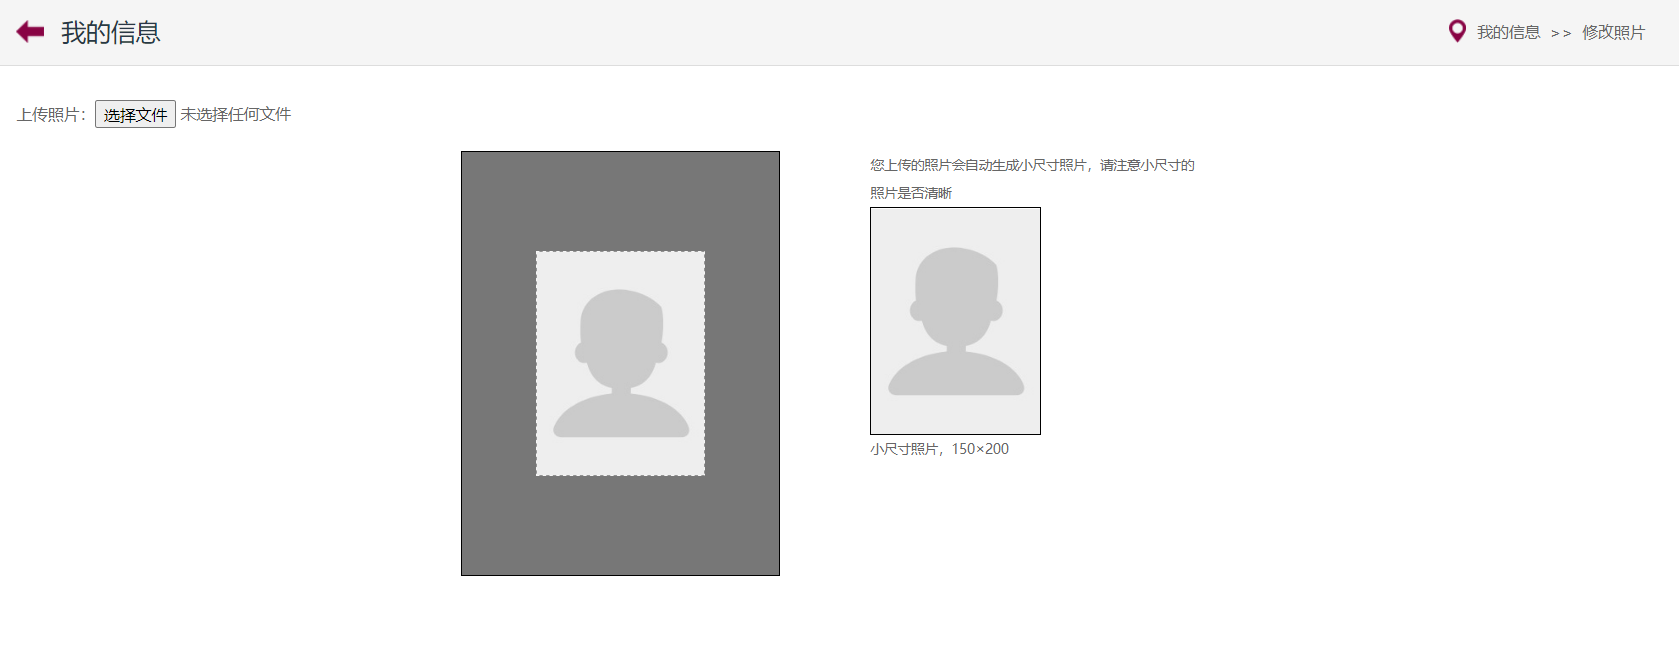 我的信息
我的信息 >> 修改照片
上传照片：选择文件 未选择任何文件
您上传的照片会自动生成小尺寸照片，请注意小尺寸的
照片是否清晰
小尺寸照片，150×200